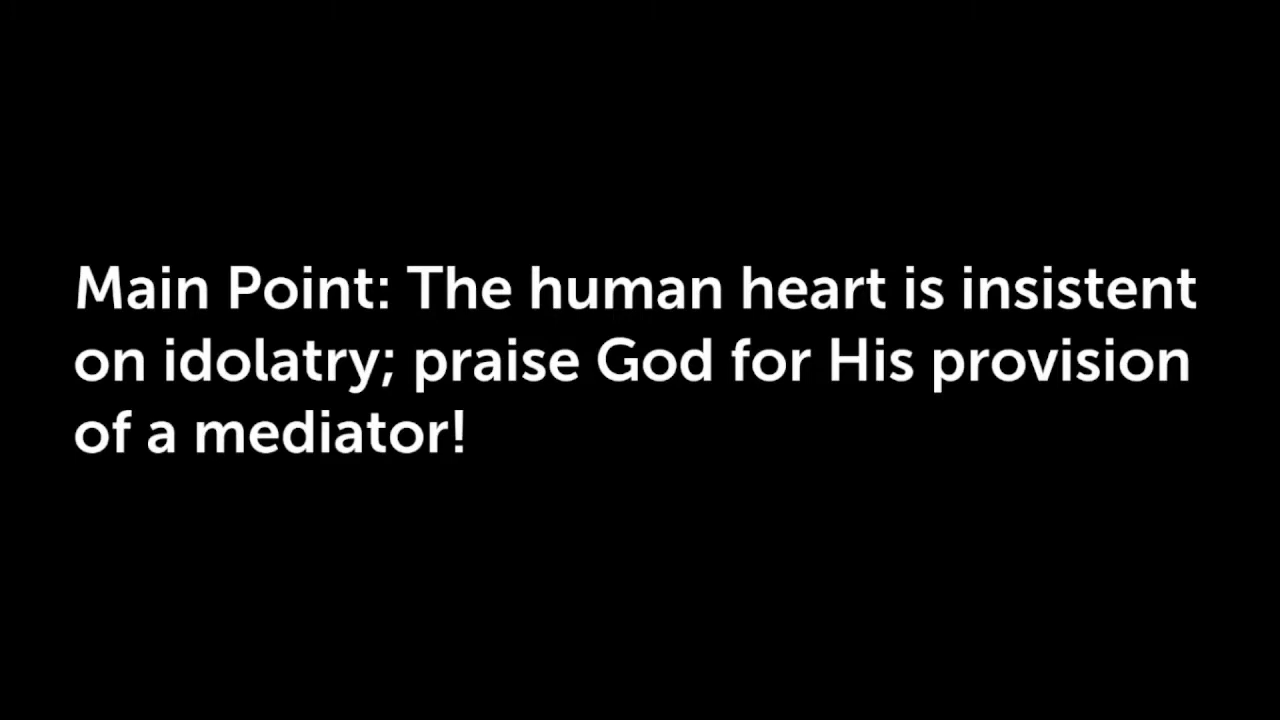 Main Point: The human heart is insistent
on idolatry; praise God for His provision
of a mediator!